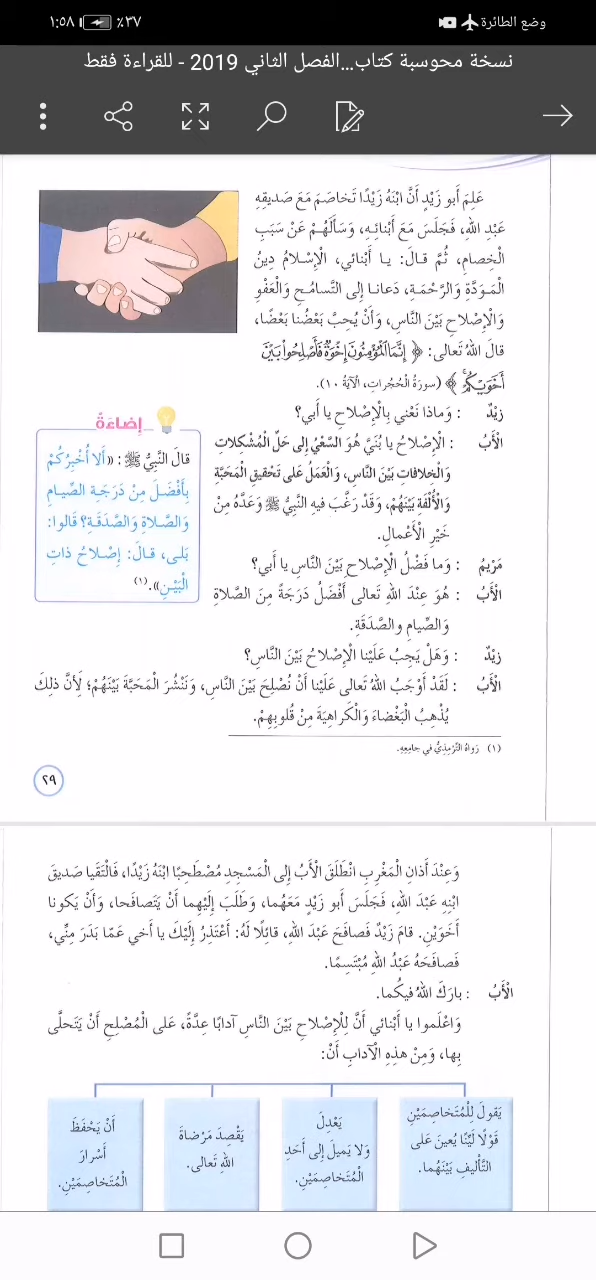 وضع الطائرة
٪٣٧ ١:٥٨
نسخة محوسبة كتاب...الفصل الثاني 2019 - للقراءة فقط
عَلِمَ أَبو زَيْدٍ أَنَّ ابْنَهُ زَيْدًا تَخاصَمَ مَعَ صَديقِهِ
عَبْدِ اللهِ، فَجَلَسَ مَعَ أَبْنائِهِ، وَسَأَلَهُمْ عَنْ سَبَبِ
الْخِصامِ، ثُمَّ قالَ: يا أَبْنائي، الْإِسْلامُ دينُ
الْمَوَدَّةِ وَالرَّحْمَةِ، دَعانا إِلى التَّسامُحِ وَالْعَفْوِ
وَالْإِصْلاحِ بَيْنَ النَّاسِ، وَأَنْ يُحِبَّ بَعْضُنا بَعْضًا،
قالَ اللهُ تَعالى: ﴿ إِنَّمَا ٱلْمُؤْمِنُونَ إِخْوَةٌ فَأَصْلِحُوا۟ بَيْنَ
أَخَوَيْكُمْ ﴾ (سورَةُ الْحُجُراتِ، الْآيَةُ ١٠).
زَيْدٌ : وَماذا نَعْني بِالْإِصْلاحِ يا أَبي؟
الْأَبُ : الْإِصْلاحُ يا بُنَيَّ هُوَ السَّعْيُ إِلى حَلِّ الْمُشْكِلاتِ
وَالْخِلافاتِ بَيْنَ النَّاسِ، وَالْعَمَلُ عَلى تَحْقيقِ الْمَحَبَّةِ
وَالْأُلْفَةِ بَيْنَهُمْ، وَقَدْ رَغَّبَ فيهِ النَّبِيُّ ﷺ وَعَدَّهُ مِنْ
خَيْرِ الْأَعْمالِ.
مَرْيَمُ : وَما فَضْلُ الْإِصْلاحِ بَيْنَ النَّاسِ يا أَبي؟
الْأَبُ : هُوَ عِنْدَ اللهِ تَعالى أَفْضَلُ دَرَجَةً مِنَ الصَّلاةِ
وَالصِّيامِ والصَّدَقَةِ.
إِضاءَةٌ
قالَ النَّبِيُّ ﷺ: «أَلا أُخْبِرُكُمْ
بِأَفْضَلَ مِنْ دَرَجَةِ الصِّيامِ
وَالصَّلاةِ وَالصَّدَقَةِ؟ قالوا:
بَلى، قالَ: إِصْلاحُ ذاتِ
الْبَيْنِ».(١)
زَيْدٌ : وَهَلْ يَجِبُ عَلَيْنا الْإِصْلاحُ بَيْنَ النَّاسِ؟
الْأَبُ : لَقَدْ أَوْجَبَ اللهُ تَعالى عَلَيْنا أَنْ نُصْلِحَ بَيْنَ النَّاسِ، وَنَنْشُرَ الْمَحَبَّةَ بَيْنَهُمْ؛ لِأَنَّ ذلِكَ
يُذْهِبُ الْبَغْضاءَ وَالْكَراهِيَةَ مِنْ قُلوبِهِمْ.
(١) رَواهُ التِّرْمِذِيُّ في جامِعِهِ.
٢٩
وَعِنْدَ أَذانِ الْمَغْرِبِ انْطَلَقَ الْأَبُ إِلى الْمَسْجِدِ مُصْطَحِبًا ابْنَهُ زَيْدًا، فَالْتَقَيا صَديقَ
ابْنِهِ عَبْدَ اللهِ، فَجَلَسَ أَبو زَيْدٍ مَعَهُما، وَطَلَبَ إِلَيْهِما أَنْ يَتَصافَحا، وَأَنْ يَكونا
أَخَوَيْنِ. قامَ زَيْدٌ فَصافَحَ عَبْدَ اللهِ، قائِلًا لَهُ: أَعْتَذِرُ إِلَيْكَ يا أَخي عَمّا بَدَرَ مِنّي،
فَصافَحَهُ عَبْدُ اللهِ مُبْتَسِمًا.
الْأَبُ : بارَكَ اللهُ فيكُما.
وَاعْلَموا يا أَبْنائي أَنَّ لِلْإِصْلاحِ بَيْنَ النَّاسِ آدابًا عِدَّةً، عَلى الْمُصْلِحِ أَنْ يَتَحَلَّى
بِها، وَمِنْ هذِهِ الْآدابِ أَنْ:
يَقولَ لِلْمُتَخاصِمَيْنِ
قَوْلًا لَيِّنًا يُعينُ عَلى
التَّأْليفِ بَيْنَهُما.
يَعْدِلَ
وَلا يَميلَ إِلى أَحَدِ
الْمُتَخاصِمَيْنِ.
يَقْصِدَ مَرْضاةَ
اللهِ تَعالى.
أَنْ يَحْفَظَ
أَسْرارَ
الْمُتَخاصِمَيْنِ.